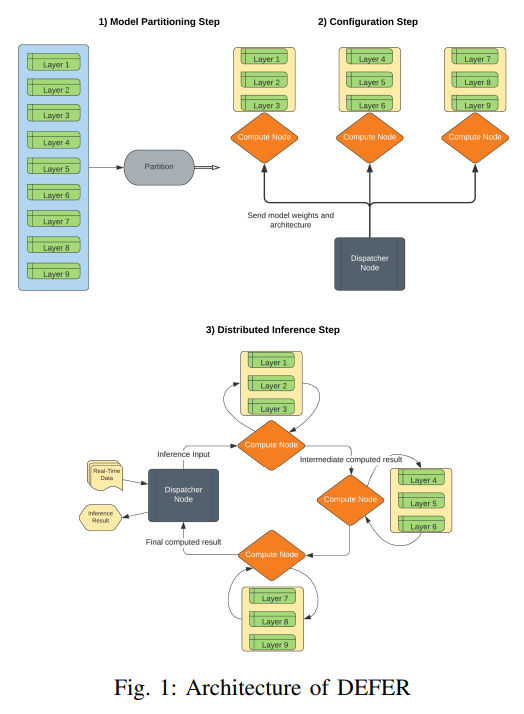 1) Model Partitioning Step
Layer 1
Layer 2
Layer 3
Layer 4
Layer 5
Layer 6
Layer 7
Layer 8
Layer 9
Partition
2) Configuration Step
Layer 1
Layer 2
Layer 3
Compute Node
Layer 4
Layer 5
Layer 6
Compute Node
Layer 7
Layer 8
Layer 9
Compute Node
Send model weights and
architecture
Dispatcher
Node
3) Distributed Inference Step
Layer 1
Layer 2
Layer 3
Compute Node
Inference Input
Intermediate computed result
Real-Time
Data
Dispatcher
Node
Inference
Result
Compute Node
Layer 4
Layer 5
Layer 6
Final computed result
Compute Node
Layer 7
Layer 8
Layer 9
Fig. 1: Architecture of DEFER